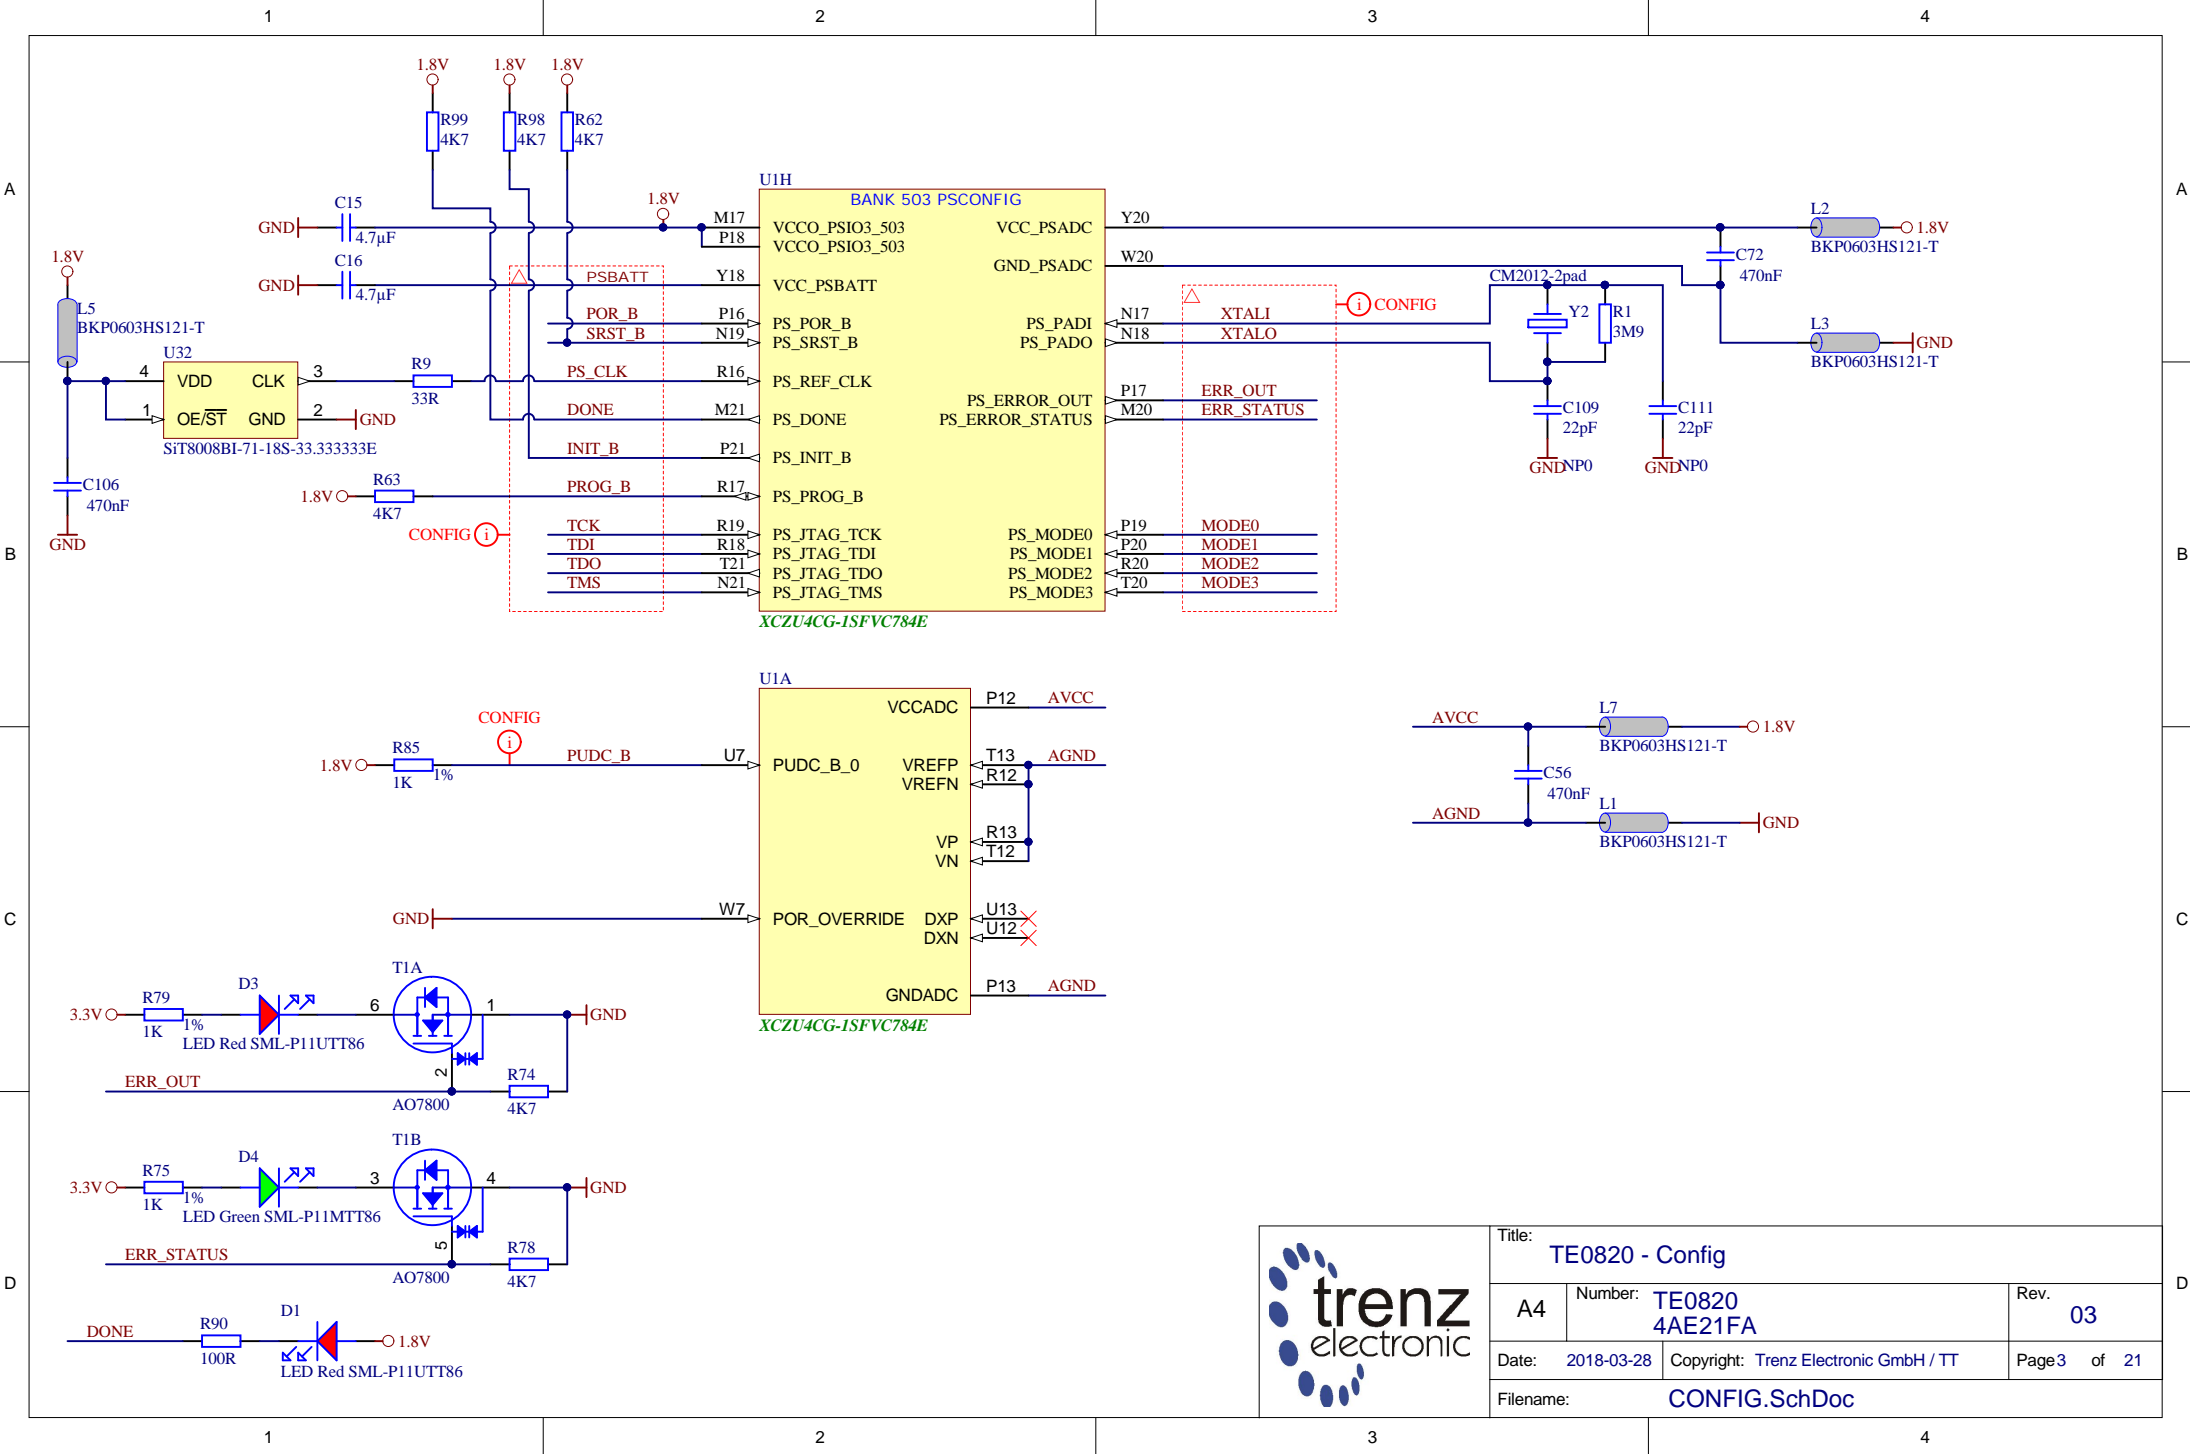 1 2 3 4
A A
B B
C C
D D
1 2 3 4
1.8V 1.8V 1.8V
R99 4K7
R98 4K7
R62 4K7
C15 4.7µF GND
C16 4.7µF GND
1.8V
1.8V
L5
BKP0603HS121-T
U32
4 VDD CLK 3
1 OE/ST GND 2 GND
SiT8008BI-71-18S-33.333333E
C106
470nF
GND
R9
33R
1.8V R63
4K7
CONFIG
PSBATT
POR_B
SRST_B
PS_CLK
DONE
INIT_B
PROG_B
TCK
TDI
TDO
TMS
U1H
BANK 503 PSCONFIG
M17 VCCO_PSIO3_503
P18 VCCO_PSIO3_503
Y18 VCC_PSBATT
P16 PS_POR_B
N19 PS_SRST_B
R16 PS_REF_CLK
M21 PS_DONE
P21 PS_INIT_B
R17 PS_PROG_B
R19 PS_JTAG_TCK
R18 PS_JTAG_TDI
T21 PS_JTAG_TDO
N21 PS_JTAG_TMS
VCC_PSADC Y20
GND_PSADC W20
PS_PADI N17 XTALI
PS_PADO N18 XTALO
PS_ERROR_OUT P17 ERR_OUT
PS_ERROR_STATUS M20 ERR_STATUS
PS_MODE0 P19 MODE0
PS_MODE1 P20 MODE1
PS_MODE2 R20 MODE2
PS_MODE3 T20 MODE3
XCZU4CG-1SFVC784E
i CONFIG
CM2012-2pad
Y2
R1
3M9
C109
22pF
GND NP0
C111
22pF
GND NP0
C72
470nF
L2
1.8V
BKP0603HS121-T
L3
GND
BKP0603HS121-T
U1A
VCCADC P12 AVCC
VREFP T13 AGND
VREFN R12
VP R13
VN T12
DXP U13
DXN U12
GNDADC P13 AGND
U7 PUDC_B_0
W7 POR_OVERRIDE
XCZU4CG-1SFVC784E
CONFIG
i
1.8V R85 1K 1% PUDC_B
GND
AVCC L7 1.8V
BKP0603HS121-T
C56
470nF
AGND L1 GND
BKP0603HS121-T
3.3V R79 1K 1%
D3
LED Red SML-P11UTT86
T1A
6 1 2
GND
AO7800
ERR_OUT
R74
4K7
3.3V R75 1K 1%
D4
LED Green SML-P11MTT86
T1B
3 4 5
GND
AO7800
ERR_STATUS
R78
4K7
DONE R90 100R
D1 1.8V
LED Red SML-P11UTT86
trenz
electronic
Title:
TE0820 - Config
A4
Number: TE0820
4AE21FA
Rev.
03
Date: 2018-03-28 Copyright: Trenz Electronic GmbH / TT Page 3 of 21
Filename: CONFIG.SchDoc